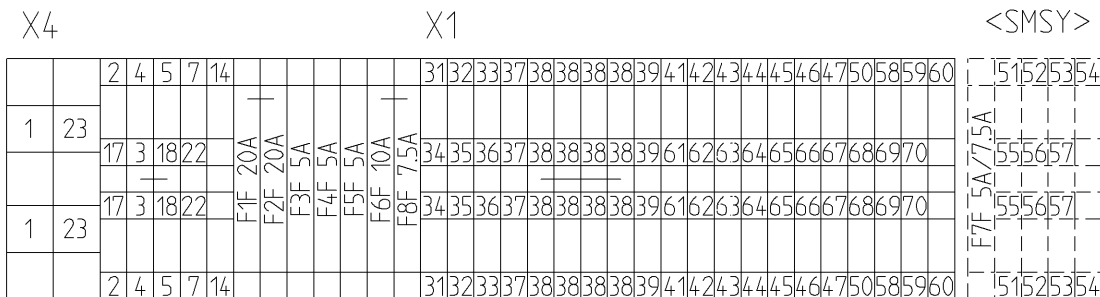 X4 X1 <SMSY>
2 4 5 7 14 31 32 33 37 38 38 38 38 39 41 42 43 44 45 46 47 50 58 59 60 51 52 53 54
1 23
17 3 18 22 34 35 36 37 38 38 38 38 39 61 62 63 64 65 66 67 68 69 70 55 56 57
F1F 20A
F2F 20A
F3F 5A
F4F 5A
F5F 5A
F6F 10A
F8F 7.5A
F7F 5A/7.5A
17 3 18 22 34 35 36 37 38 38 38 38 39 61 62 63 64 65 66 67 68 69 70 55 56 57
1 23
2 4 5 7 14 31 32 33 37 38 38 38 38 39 41 42 43 44 45 46 47 50 58 59 60 51 52 53 54